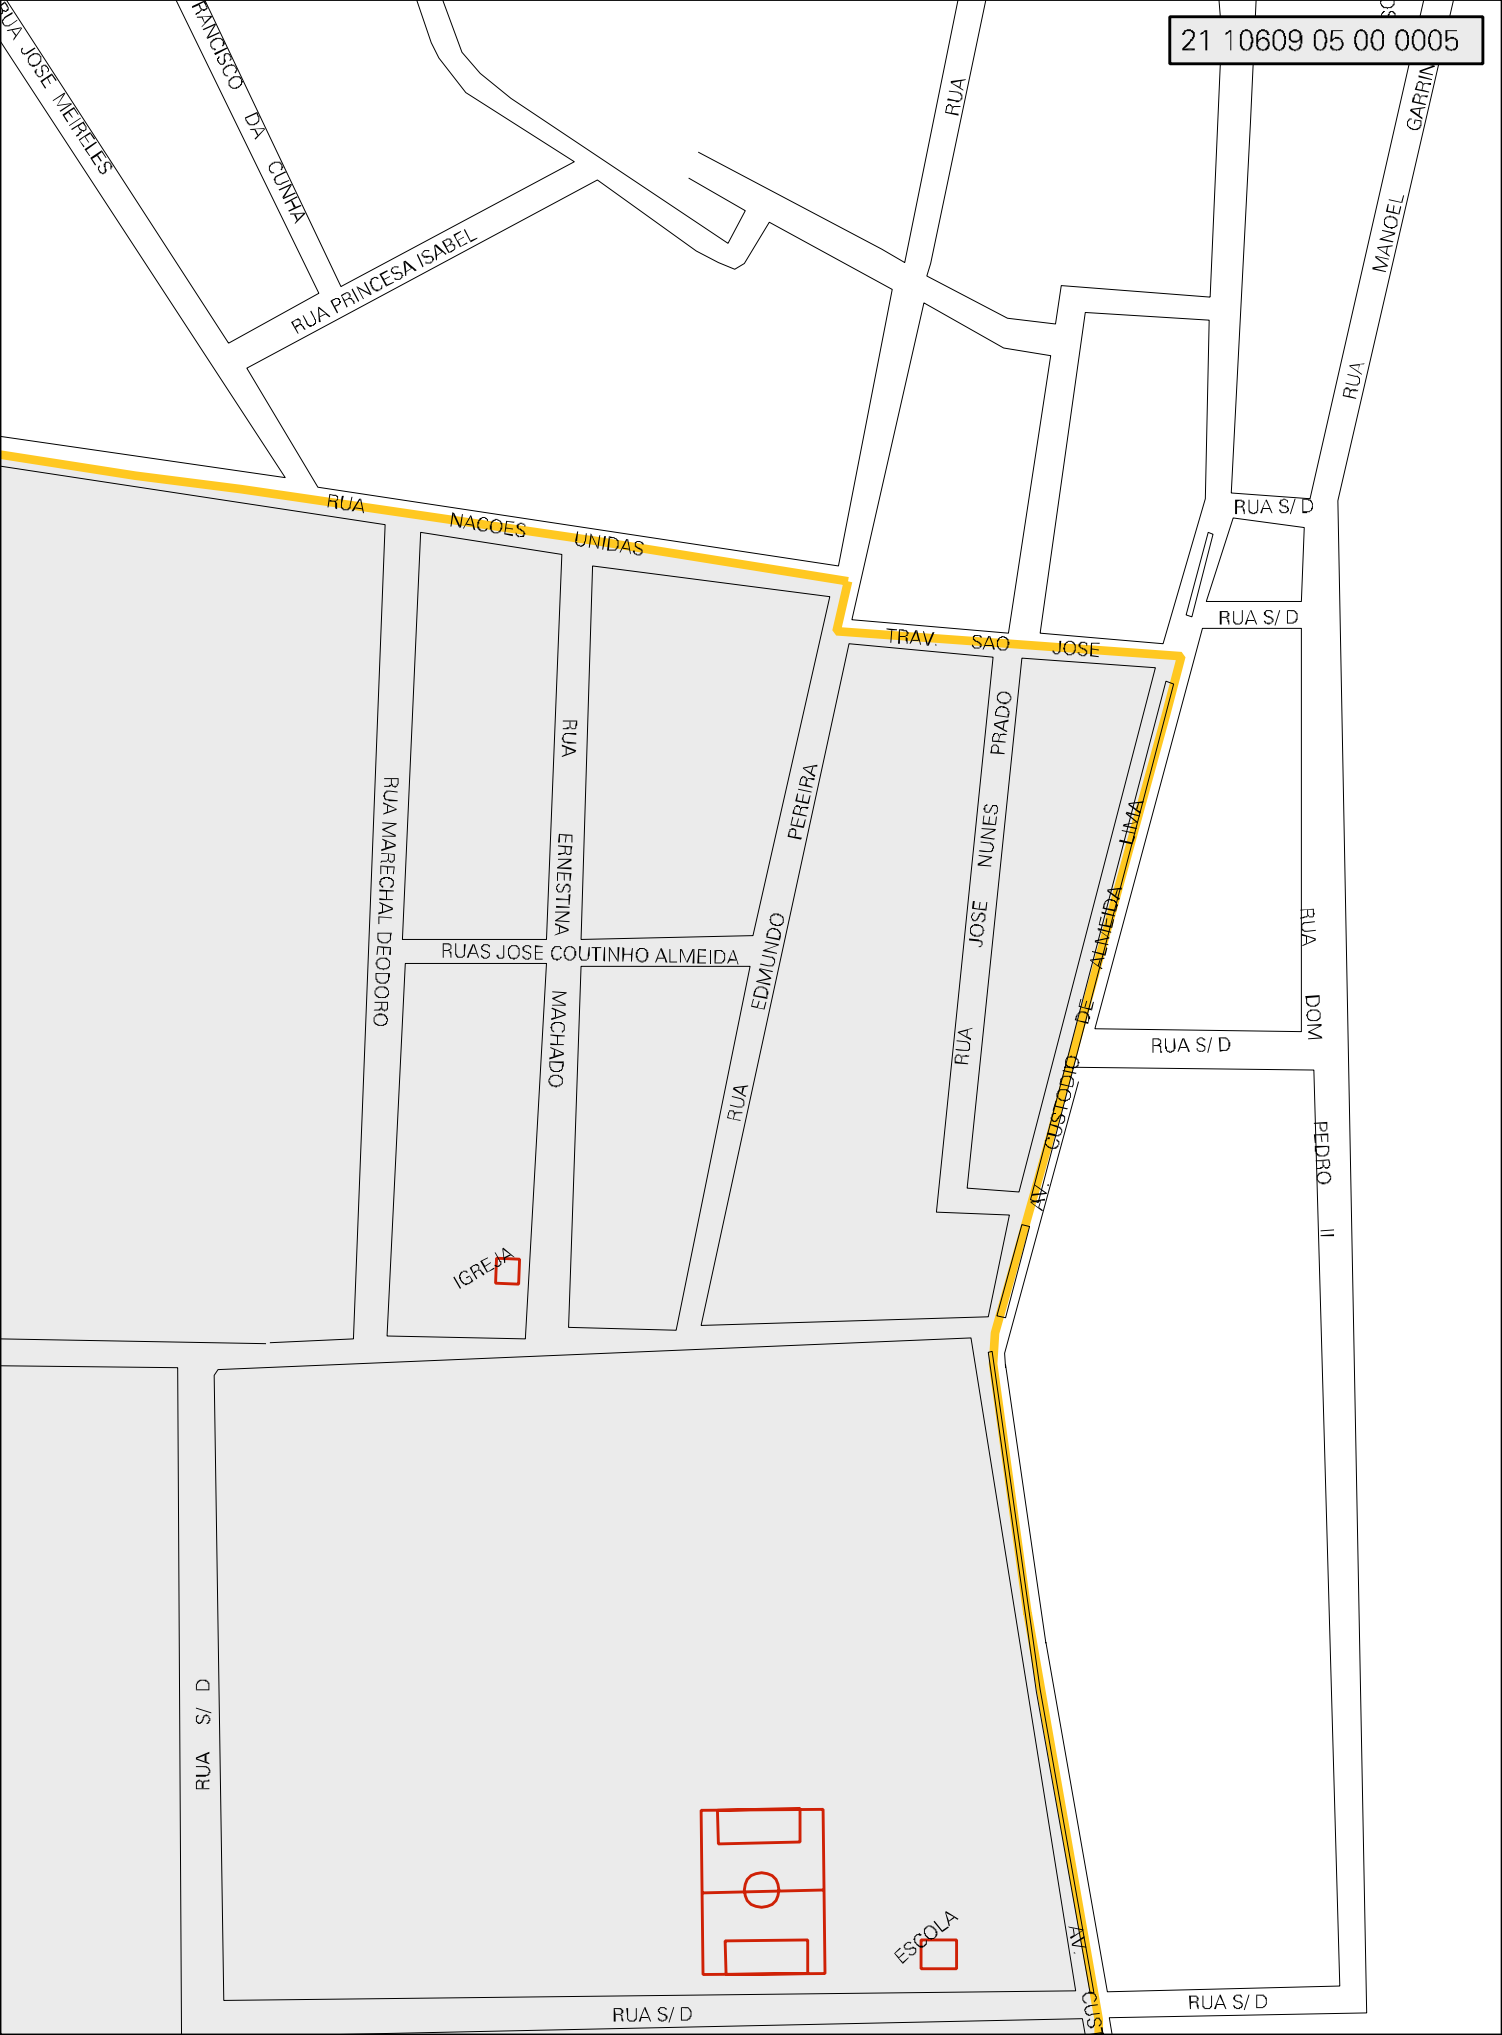 21 10609 05 00 0005
RUA JOSE MEIRELES
RANCISCO DA CUNHA
RUA PRINCESA ISABEL
RUA
RUA MANOEL GARRIN
RUA NACOES UNIDAS
RUA S/ D
RUA S/ D
TRAV. SAO JOSE
RUA MARECHAL DEODORO
RUA ERNESTINA MACHADO
RUAS JOSE COUTINHO ALMEIDA
RUA EDMUNDO PEREIRA
RUA JOSE NUNES PRADO
AV. CUSTODIO DE ALMEIDA LIMA
RUA DOM PEDRO II
RUA S/ D
IGREJA
RUA S/ D
ESCOLA
AV. CUST
RUA S/ D
RUA S/ D